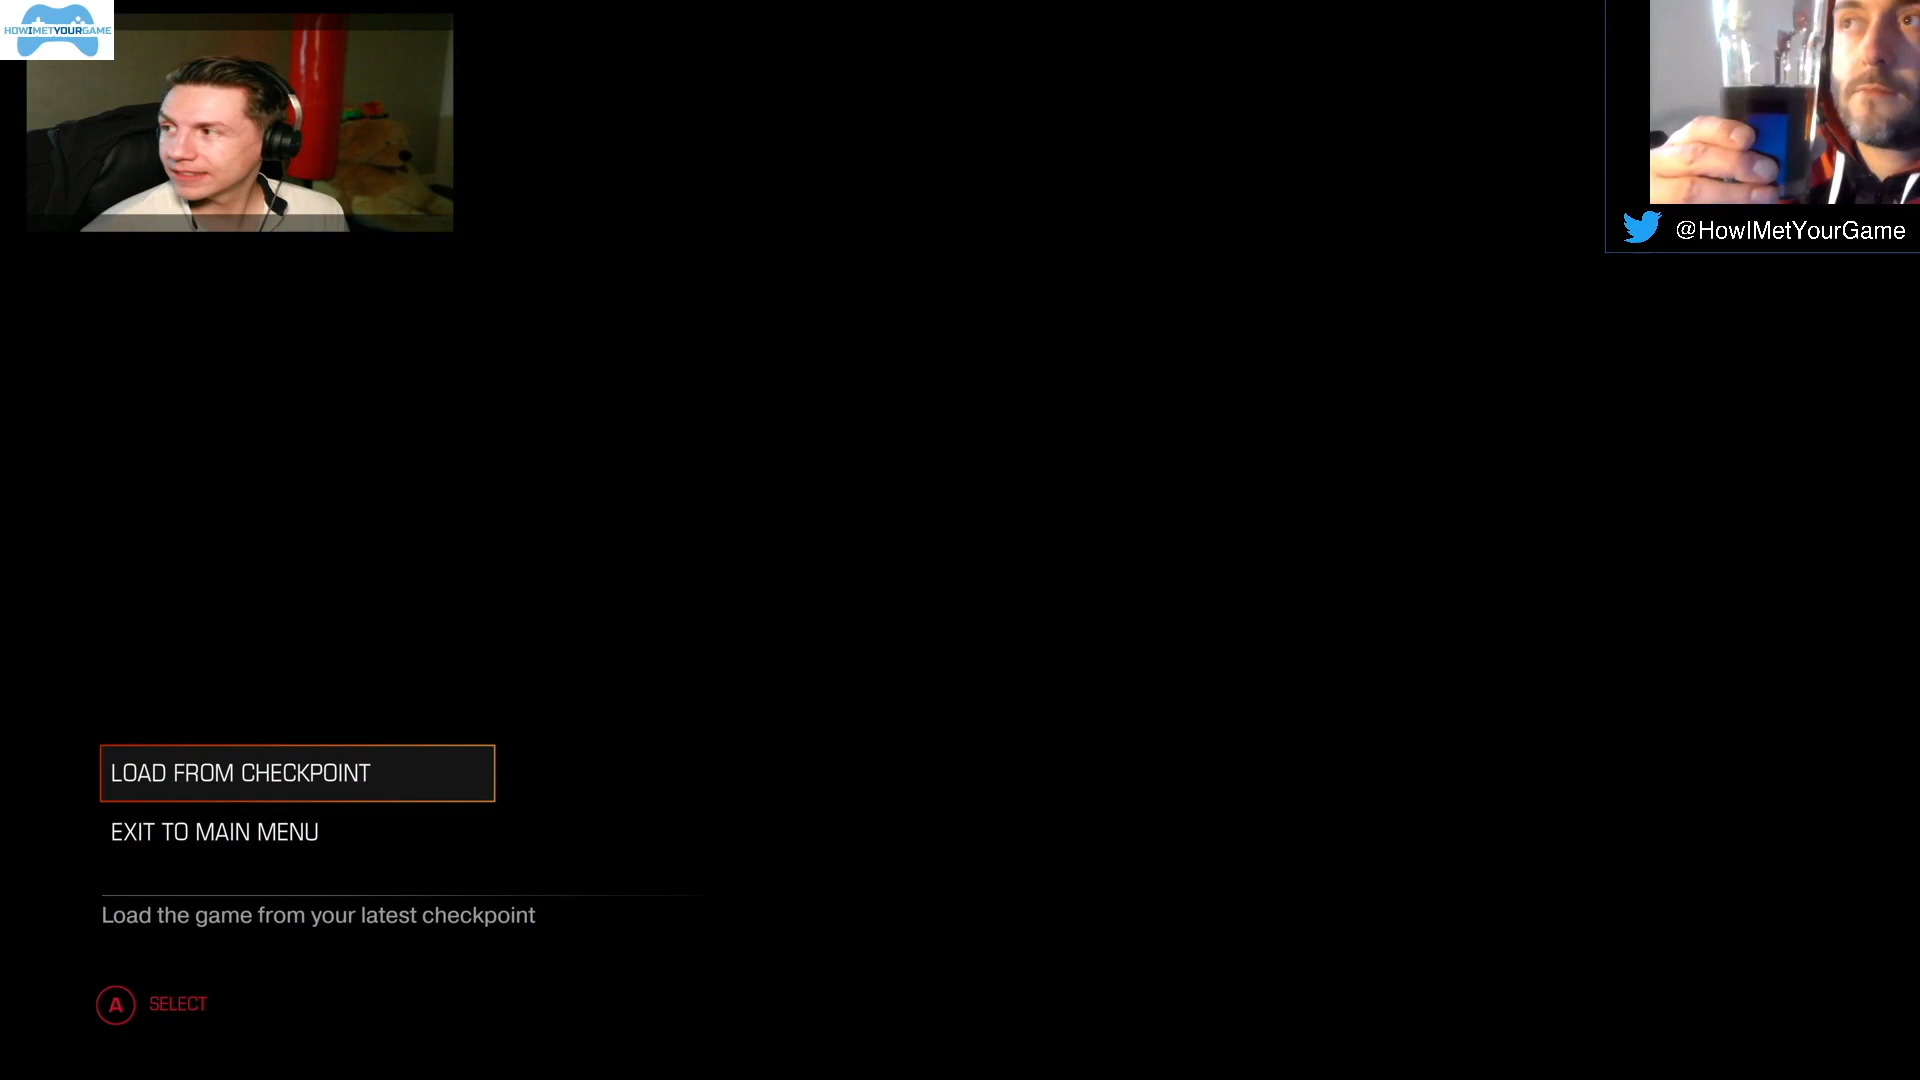 HOWIMETYOURGAME
@HowIMetYourGame
LOAD FROM CHECKPOINT
EXIT TO MAIN MENU
Load the game from your latest checkpoint
A SELECT